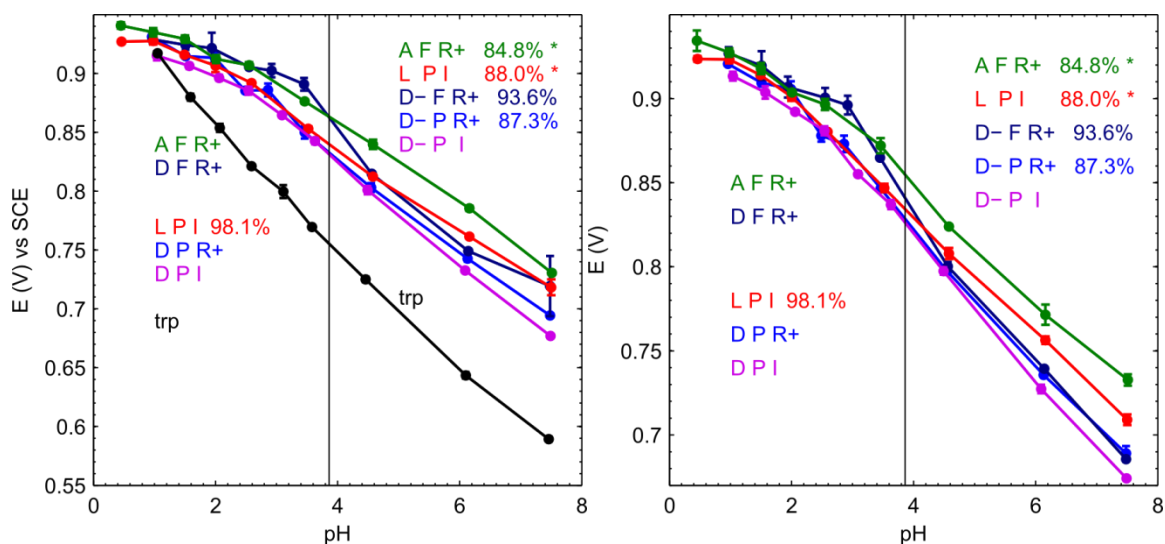 A F R+ 84.8% *
L P I 88.0% *
D− F R+ 93.6%
D− P R+ 87.3%
D− P I
A F R+
D F R+
L P I 98.1%
D P R+
D P I
trp
trp
E (V) vs SCE
0.9
0.85
0.8
0.75
0.7
0.65
0.6
0.55
0 2 4 6 8
pH
A F R+ 84.8% *
L P I 88.0% *
D− F R+ 93.6%
D− P R+ 87.3%
D− P I
A F R+
D F R+
L P I 98.1%
D P R+
D P I
E (V)
0.9
0.85
0.8
0.75
0.7
0 2 4 6 8
pH